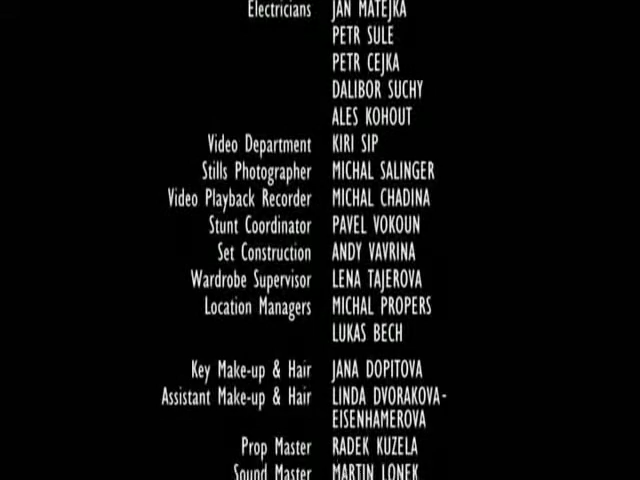 Electricians JAN MATEJKA
PETR SULE
PETR CEJKA
DALIBOR SUCHY
ALES KOHOUT
Video Department KIRI SIP
Stills Photographer MICHAL SALINGER
Video Playback Recorder MICHAL CHADINA
Stunt Coordinator PAVEL VOKOUN
Set Construction ANDY VAVRINA
Wardrobe Supervisor LENA TAJEROVA
Location Managers MICHAL PROPERS
LUKAS BECH
Key Make-up & Hair JANA DOPITOVA
Assistant Make-up & Hair LINDA DVORAKOVA-
EISENHAMEROVA
Prop Master RADEK KUZELA
Sound Master MARTIN LONEK